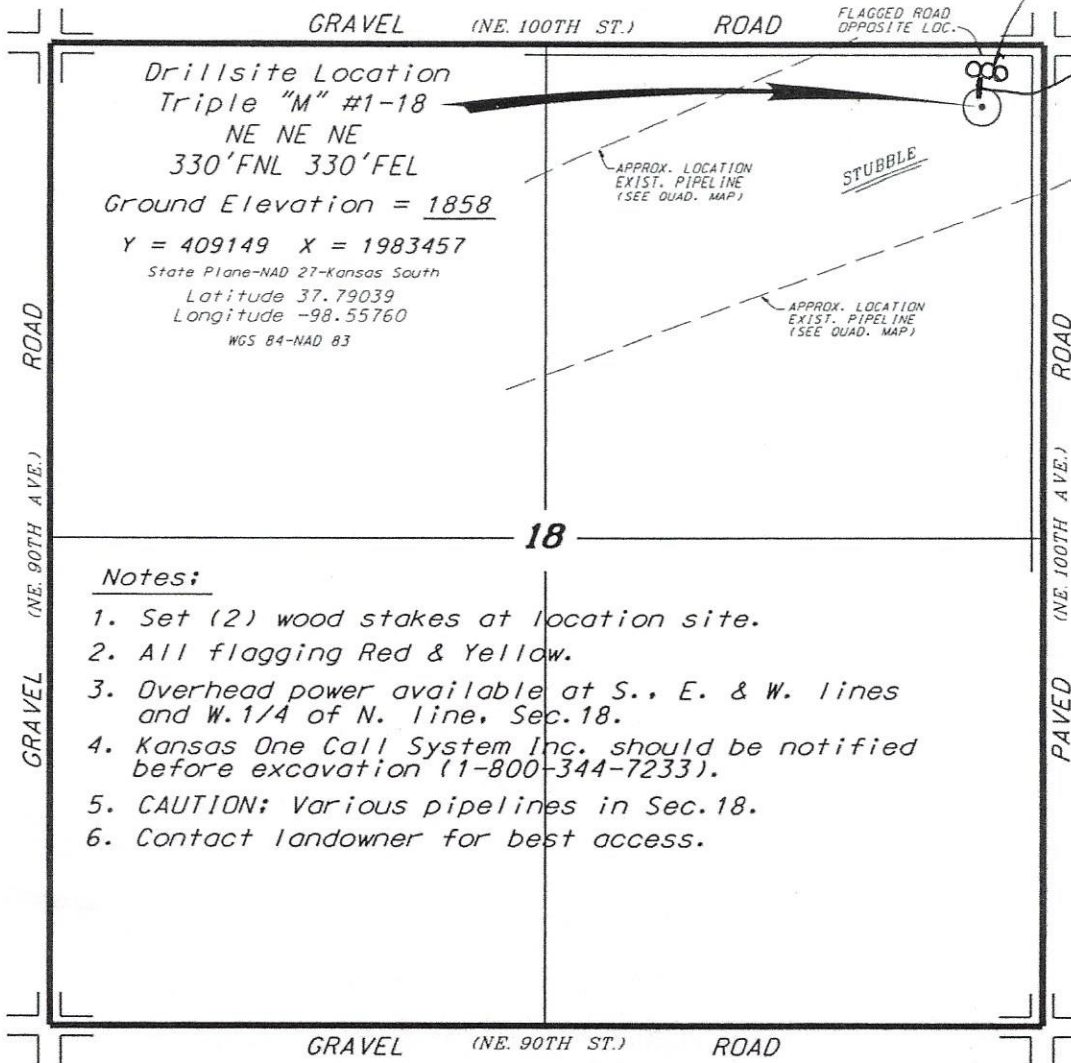 GRAVEL (NE. 100TH ST.) ROAD
FLAGGED ROAD
OPPOSITE LOC.
Drillsite Location
Triple "M" #1-18
NE NE NE
330'FNL 330'FEL
Ground Elevation = 1858
Y = 409149 X = 1983457
State Plane-NAD 27-Kansas South
Latitude 37.79039
Longitude -98.55760
WGS 84-NAD 83
APPROX. LOCATION
EXIST. PIPELINE
(SEE QUAD. MAP)
STUBBLE
APPROX. LOCATION
EXIST. PIPELINE
(SEE QUAD. MAP)
GRAVEL (NE. 90TH AVE.) ROAD
PAVED (NE. 100TH AVE.) ROAD
18
Notes:
1. Set (2) wood stakes at location site.
2. All flagging Red & Yellow.
3. Overhead power available at S., E. & W. lines
and W.1/4 of N. line, Sec.18.
4. Kansas One Call System Inc. should be notified
before excavation (1-800-344-7233).
5. CAUTION: Various pipelines in Sec.18.
6. Contact landowner for best access.
GRAVEL (NE. 90TH ST.) ROAD